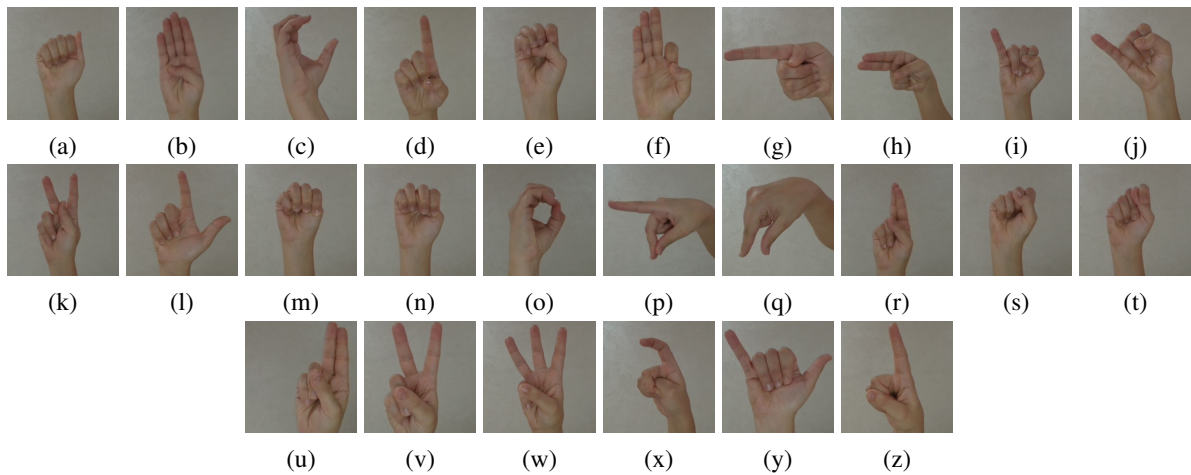 (a) (b) (c) (d) (e) (f) (g) (h) (i) (j)
(k) (l) (m) (n) (o) (p) (q) (r) (s) (t)
(u) (v) (w) (x) (y) (z)